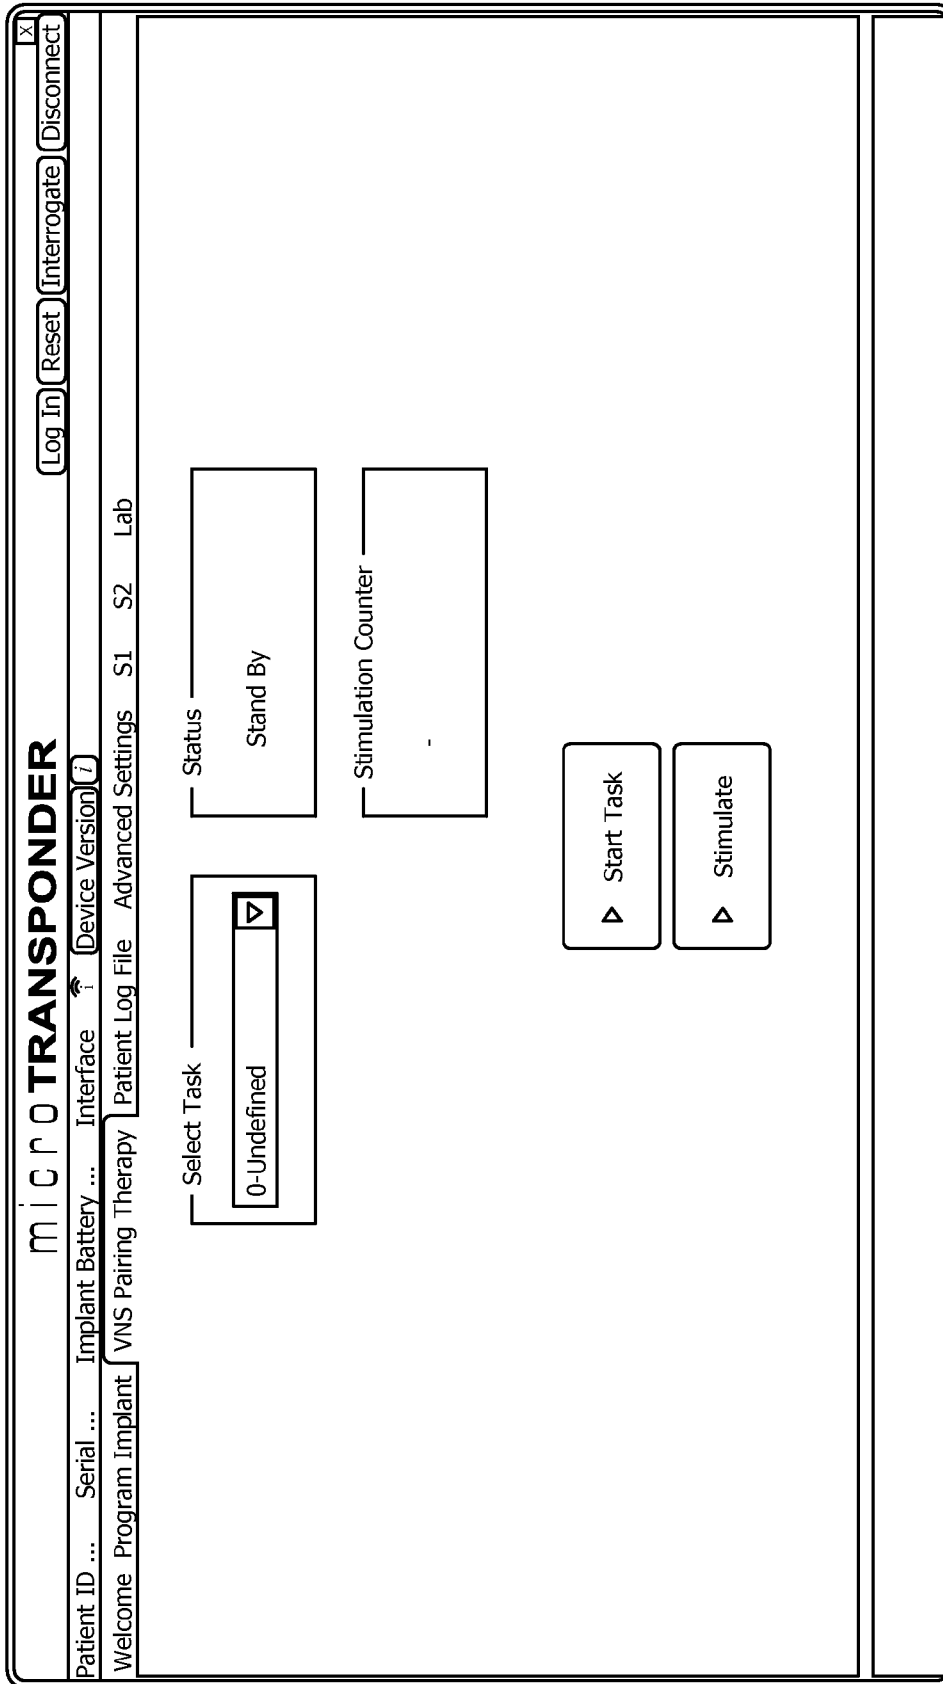 X
microTRANSPONDER
Log In Reset Interrogate Disconnect
Patient ID ... Serial ... Implant Battery ... Interface i Device Version i
Welcome Program Implant VNS Pairing Therapy Patient Log File Advanced Settings S1 S2 Lab
Select Task
0-Undefined
Status
Stand By
Stimulation Counter
-
Start Task
Stimulate